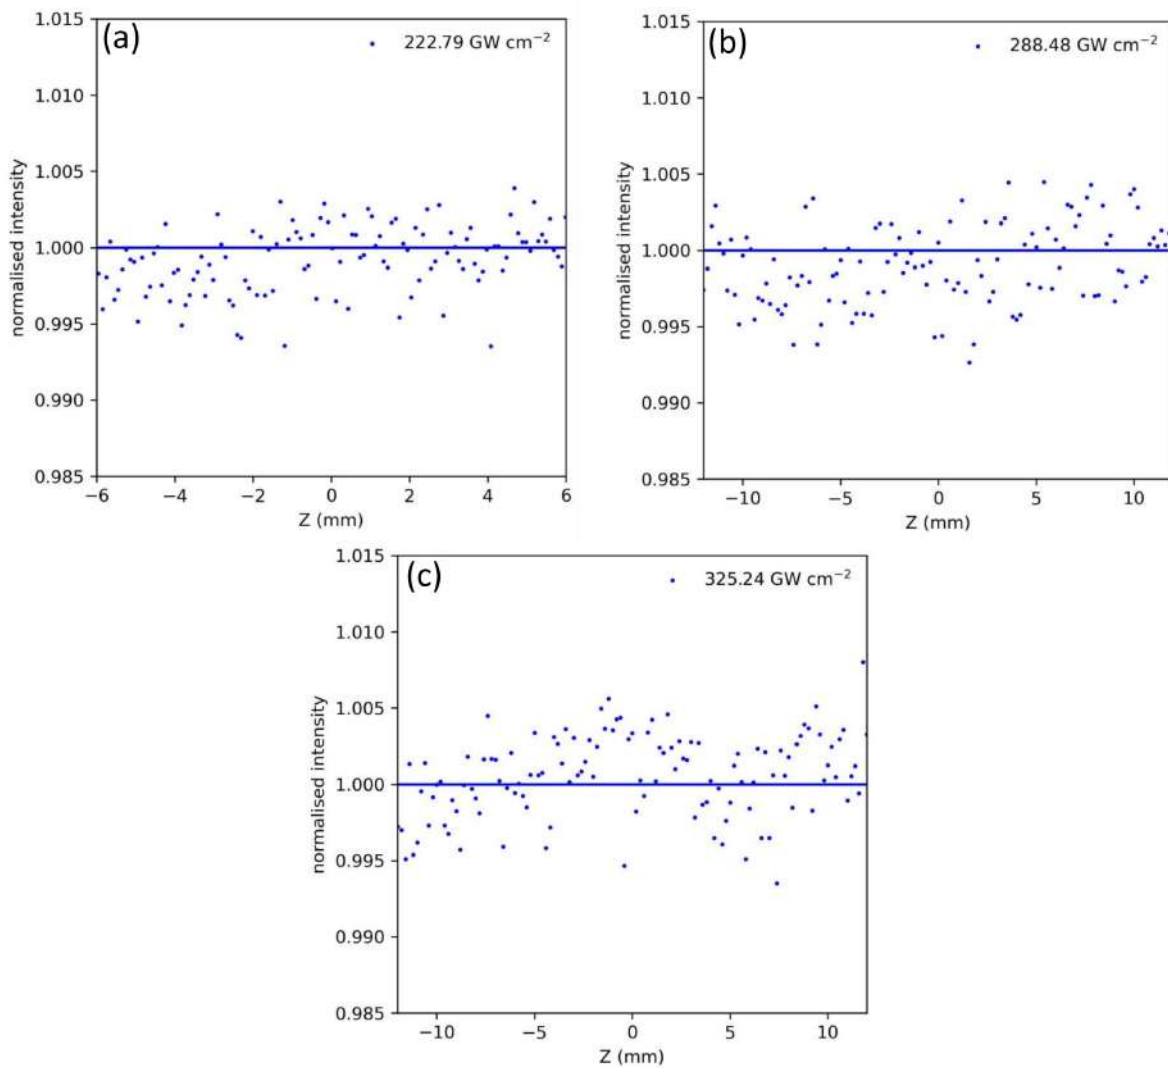 (a)
222.79 GW cm⁻²
1.015
1.010
1.005
1.000
0.995
0.990
0.985
normalised intensity
−6 −4 −2 0 2 4 6
Z (mm)
(b)
288.48 GW cm⁻²
1.015
1.010
1.005
1.000
0.995
0.990
0.985
normalised intensity
−10 −5 0 5 10
Z (mm)
(c)
325.24 GW cm⁻²
1.015
1.010
1.005
1.000
0.995
0.990
0.985
normalised intensity
−10 −5 0 5 10
Z (mm)